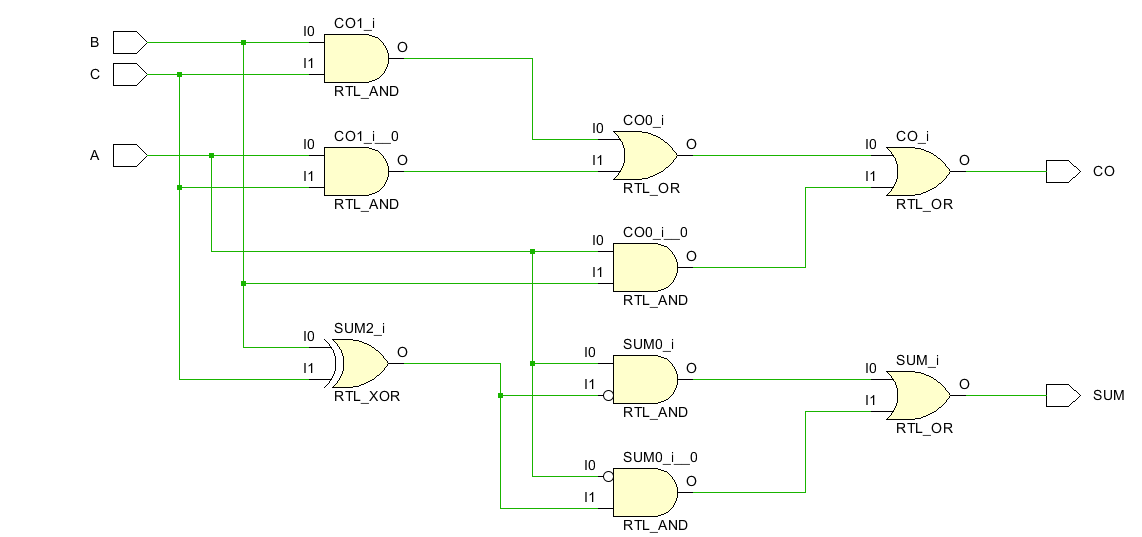 CO1_i
B
I0
O
C
I1
RTL_AND
CO1_i__0
A
I0
O
I1
RTL_AND
CO0_i
I0
O
I1
RTL_OR
CO_i
I0
O
CO
I1
RTL_OR
CO0_i__0
I0
O
I1
RTL_AND
SUM2_i
I0
O
I1
RTL_XOR
SUM0_i
I0
O
I1
RTL_AND
SUM_i
I0
O
SUM
I1
RTL_OR
SUM0_i__0
I0
O
I1
RTL_AND